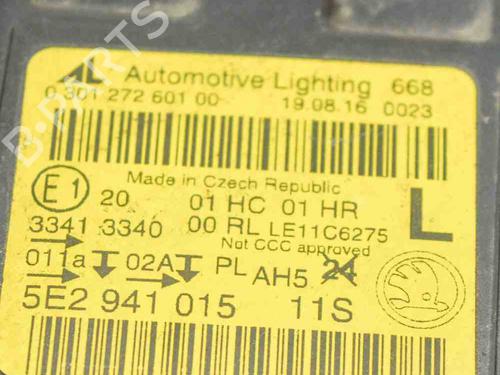 AL Automotive Lighting 668
0 301 272 601 00 19.08.16 0023
Made in Czech Republic
E1 20 01 HC 01 HR L
3341 3340 00 RL LE11C6275
Not CCC approved
011a 02A PL AH5 24
5E2 941 015 11S
B-PARTS